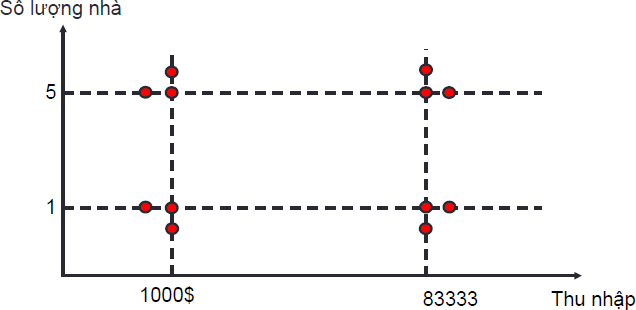 Số lượng nhà
5
1
1000$
83333
Thu nhập